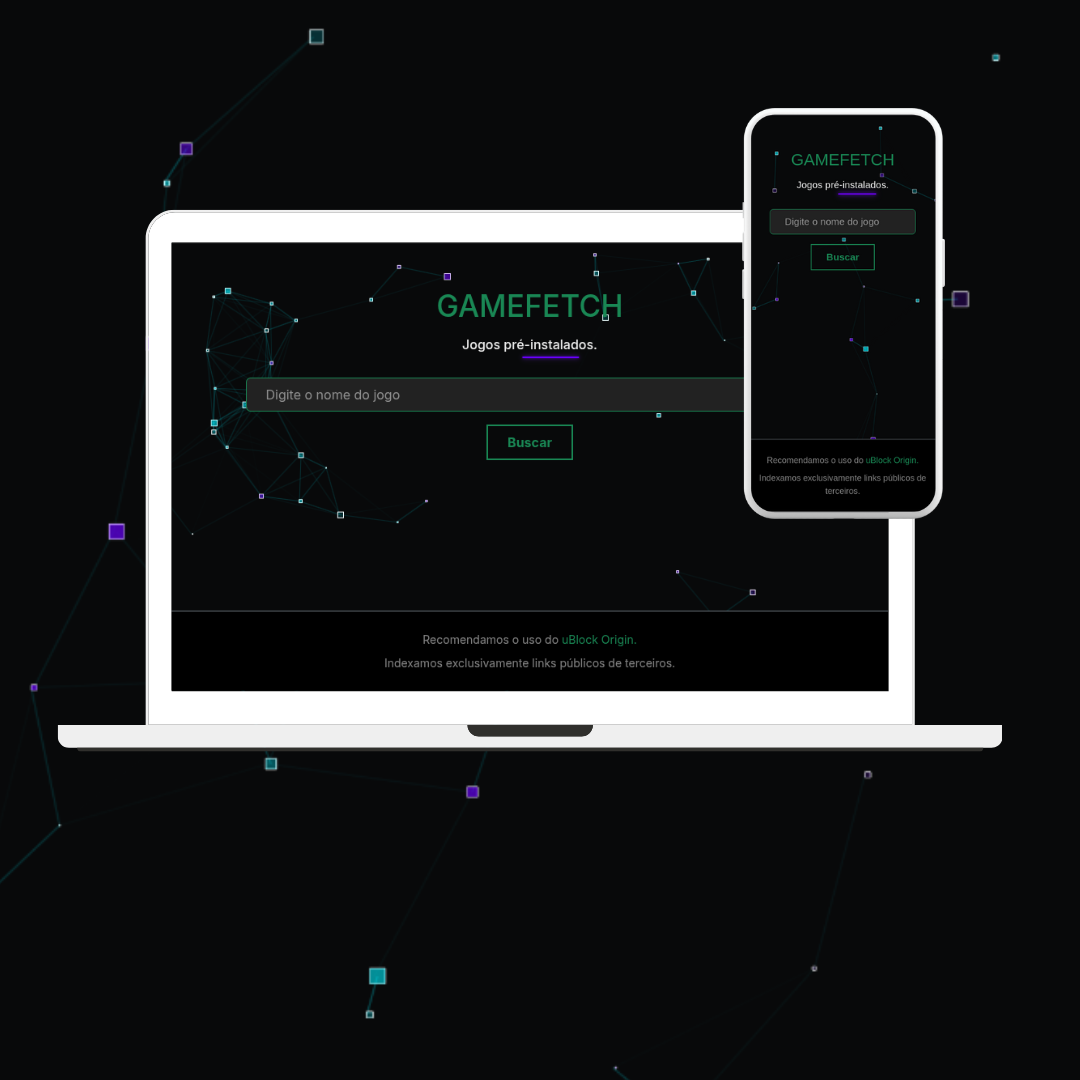 GAMEFETCH
Jogos pré-instalados.
Digite o nome do jogo
Buscar
Recomendamos o uso do uBlock Origin.
Indexamos exclusivamente links públicos de terceiros.
GAMEFETCH
Jogos pré-instalados.
Digite o nome do jogo
Buscar
Recomendamos o uso do uBlock Origin.
Indexamos exclusivamente links públicos de
terceiros.